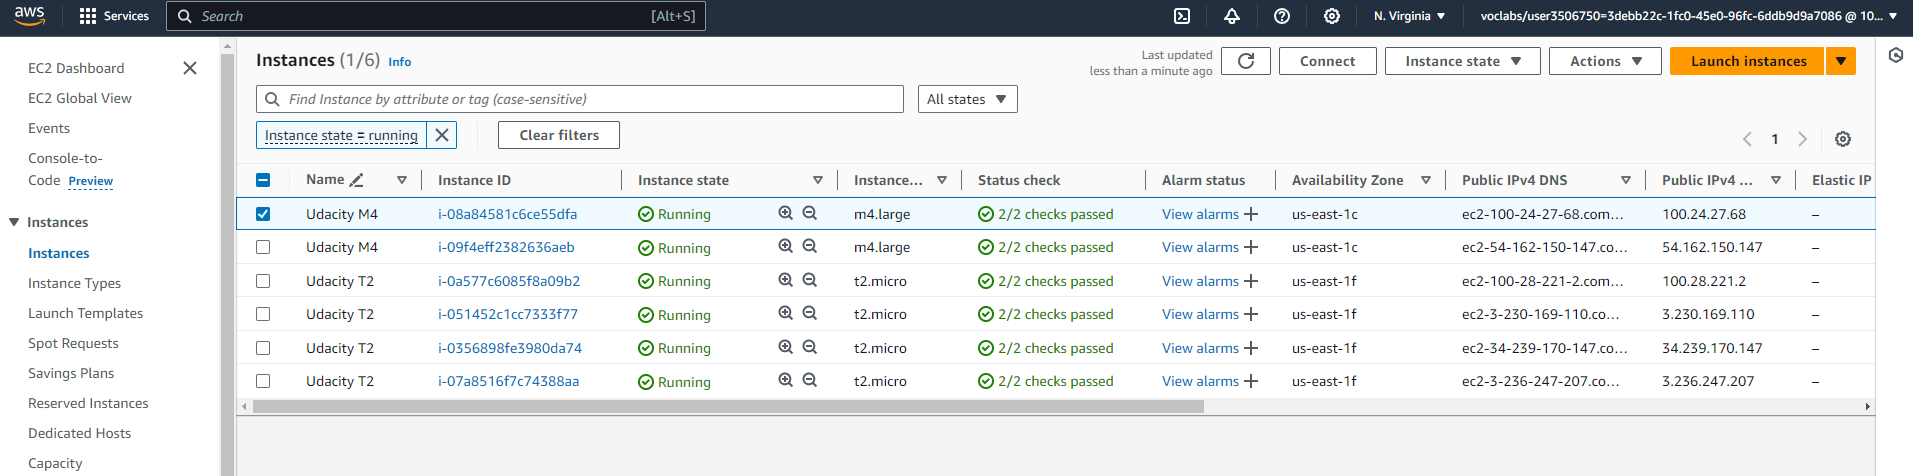 aws
Services
Search
[Alt+S]
N. Virginia
voclabs/user3506750=3debb22c-1fc0-45e0-96fc-6ddb9d9a7086 @ 10...
EC2 Dashboard
EC2 Global View
Events
Console-to-
Code Preview
Instances
Instances
Instance Types
Launch Templates
Spot Requests
Savings Plans
Reserved Instances
Dedicated Hosts
Capacity
Instances (1/6) Info
Last updated
less than a minute ago
Connect
Instance state
Actions
Launch instances
Find Instance by attribute or tag (case-sensitive)
All states
Instance state = running
Clear filters
1
Name Instance ID Instance state Instance... Status check Alarm status Availability Zone Public IPv4 DNS Public IPv4 ... Elastic IP
Udacity M4 i-08a84581c6ce55dfa Running m4.large 2/2 checks passed View alarms us-east-1c ec2-100-24-27-68.com... 100.24.27.68 –
Udacity M4 i-09f4eff2382636aeb Running m4.large 2/2 checks passed View alarms us-east-1c ec2-54-162-150-147.co... 54.162.150.147 –
Udacity T2 i-0a577c6085f8a09b2 Running t2.micro 2/2 checks passed View alarms us-east-1f ec2-100-28-221-2.com... 100.28.221.2 –
Udacity T2 i-051452c1cc7333f77 Running t2.micro 2/2 checks passed View alarms us-east-1f ec2-3-230-169-110.co... 3.230.169.110 –
Udacity T2 i-0356898fe3980da74 Running t2.micro 2/2 checks passed View alarms us-east-1f ec2-34-239-170-147.co... 34.239.170.147 –
Udacity T2 i-07a8516f7c74388aa Running t2.micro 2/2 checks passed View alarms us-east-1f ec2-3-236-247-207.co... 3.236.247.207 –